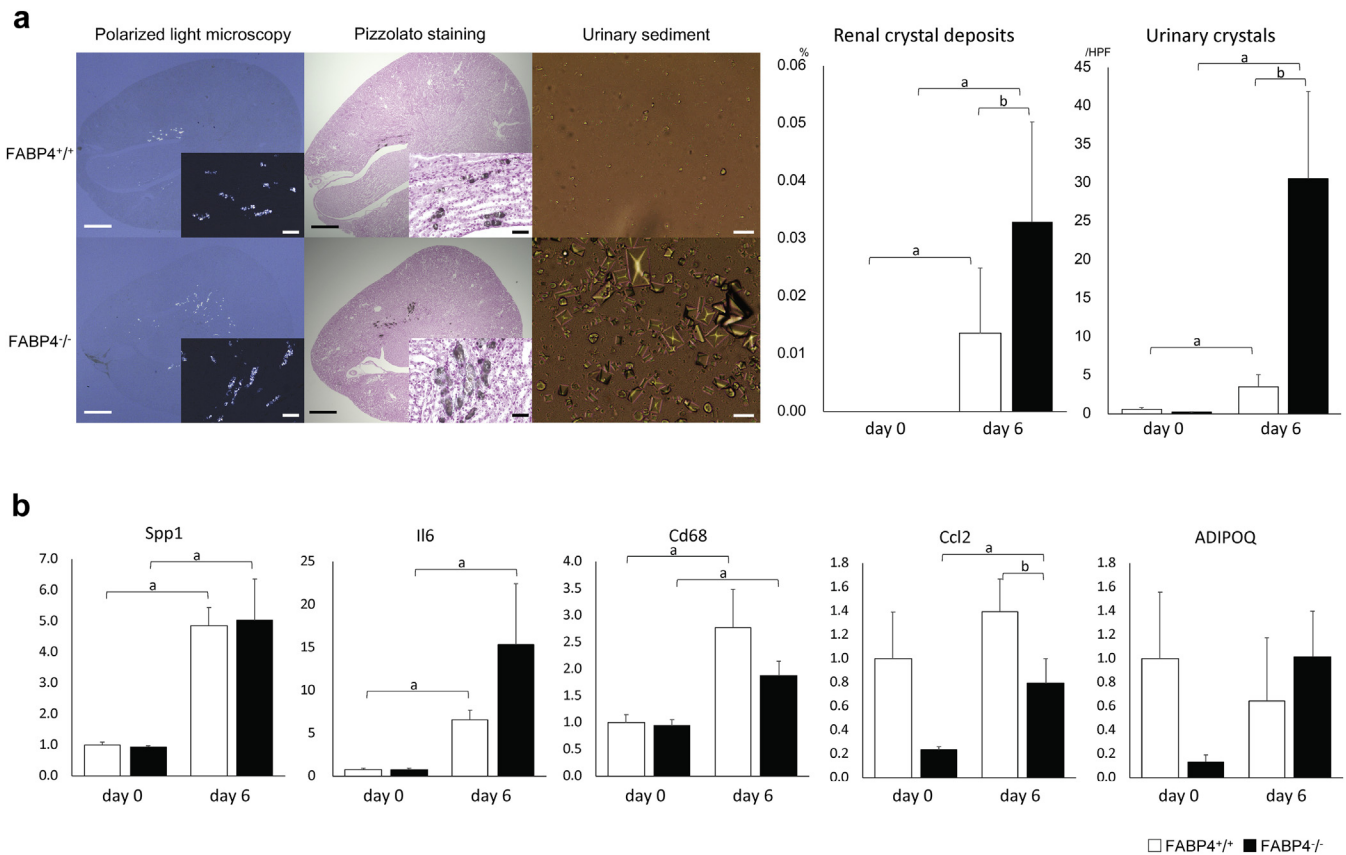 a
Polarized light microscopy
Pizzolato staining
Urinary sediment
FABP4+/+
FABP4-/-
Renal crystal deposits
%
0.06
0.05
0.04
0.03
0.02
0.01
0.00
a
b
a
day 0
day 6
Urinary crystals
/HPF
45
40
35
30
25
20
15
10
5
0
a
b
a
day 0
day 6
b
Spp1
7.0
6.0
5.0
4.0
3.0
2.0
1.0
0.0
a
a
day 0
day 6
Il6
25
20
15
10
5
0
a
a
day 0
day 6
Cd68
4.0
3.5
3.0
2.5
2.0
1.5
1.0
0.5
0.0
a
a
day 0
day 6
Ccl2
1.8
1.6
1.4
1.2
1.0
0.8
0.6
0.4
0.2
0.0
a
b
day 0
day 6
ADIPOQ
1.8
1.6
1.4
1.2
1.0
0.8
0.6
0.4
0.2
0.0
day 0
day 6
FABP4+/+
FABP4-/-